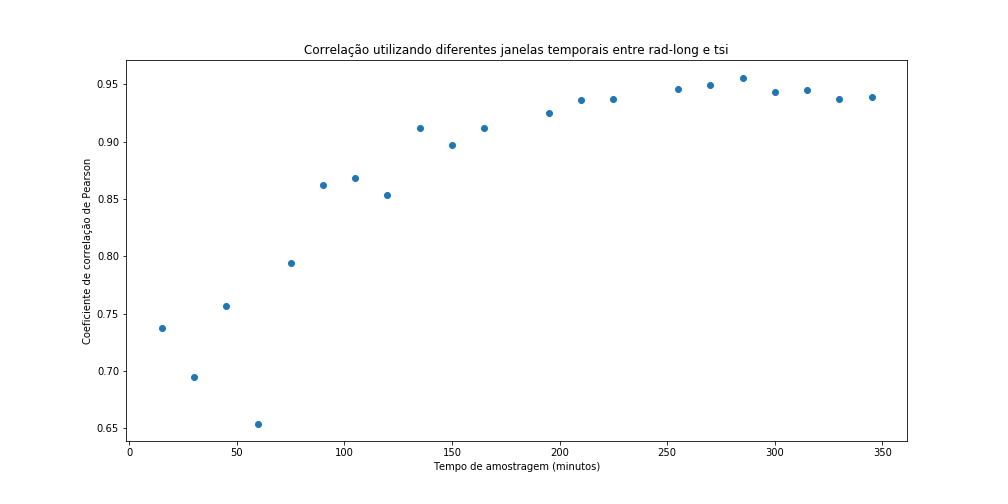 Correlação utilizando diferentes janelas temporais entre rad-long e tsi
Coeficiente de correlação de Pearson
0.95
0.90
0.85
0.80
0.75
0.70
0.65
0 50 100 150 200 250 300 350
Tempo de amostragem (minutos)